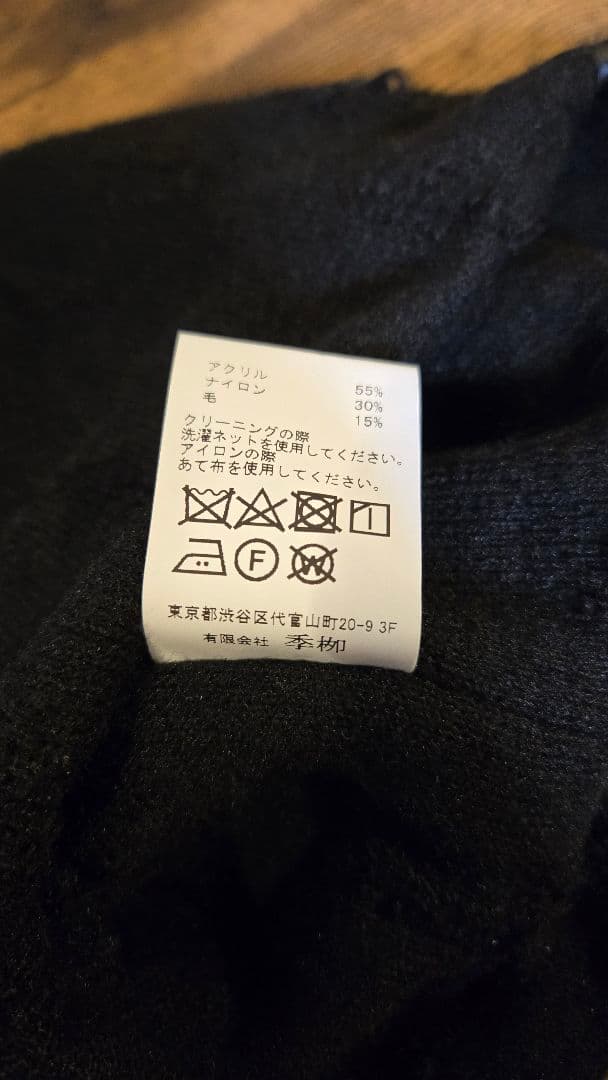 アクリル 55%
ナイロン 30%
毛 15%
クリーニングの際
洗濯ネットを使用してください。
アイロンの際
あて布を使用してください。
F W
東京都渋谷区代官山町20-9 3F
有限会社 季栁